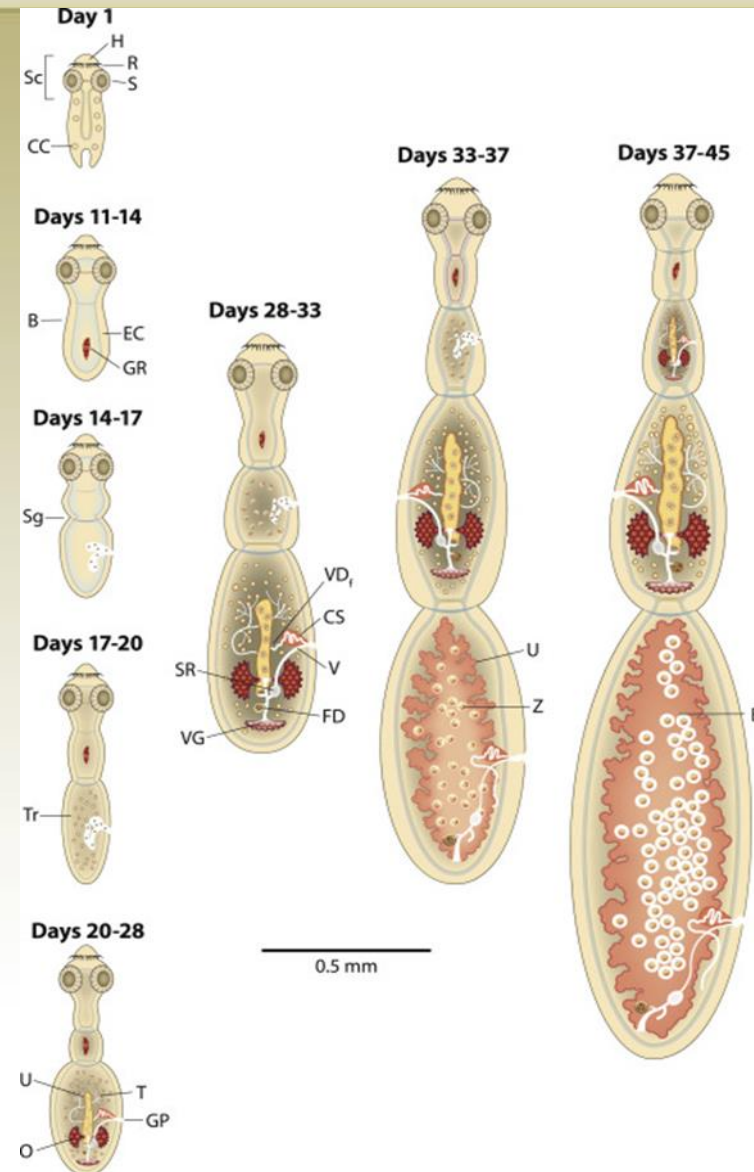 Day 1
H
R
Sc
S
CC
Days 11-14
B
EC
GR
Days 14-17
Sg
Days 17-20
Tr
Days 20-28
U
T
GP
O
Days 28-33
VDf
CS
SR
V
FD
VG
Days 33-37
U
Z
Days 37-45
0.5 mm